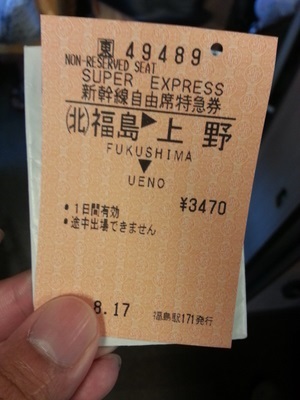 東 49489
NON-RESERVED SEAT
SUPER EXPRESS
新幹線自由席特急券
(北)福島▶上野
FUKUSHIMA
▼
UENO
¥3470
・1日間有効
・途中出場できません
8.17 福島駅171発行